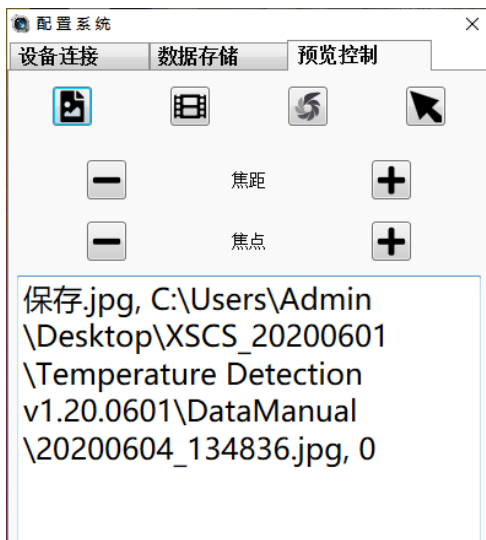 配置系统
设备连接 数据存储 预览控制
焦距
焦点
保存.jpg, C:\Users\Admin
\Desktop\XSCS_20200601
\Temperature Detection
v1.20.0601\DataManual
\20200604_134836.jpg, 0